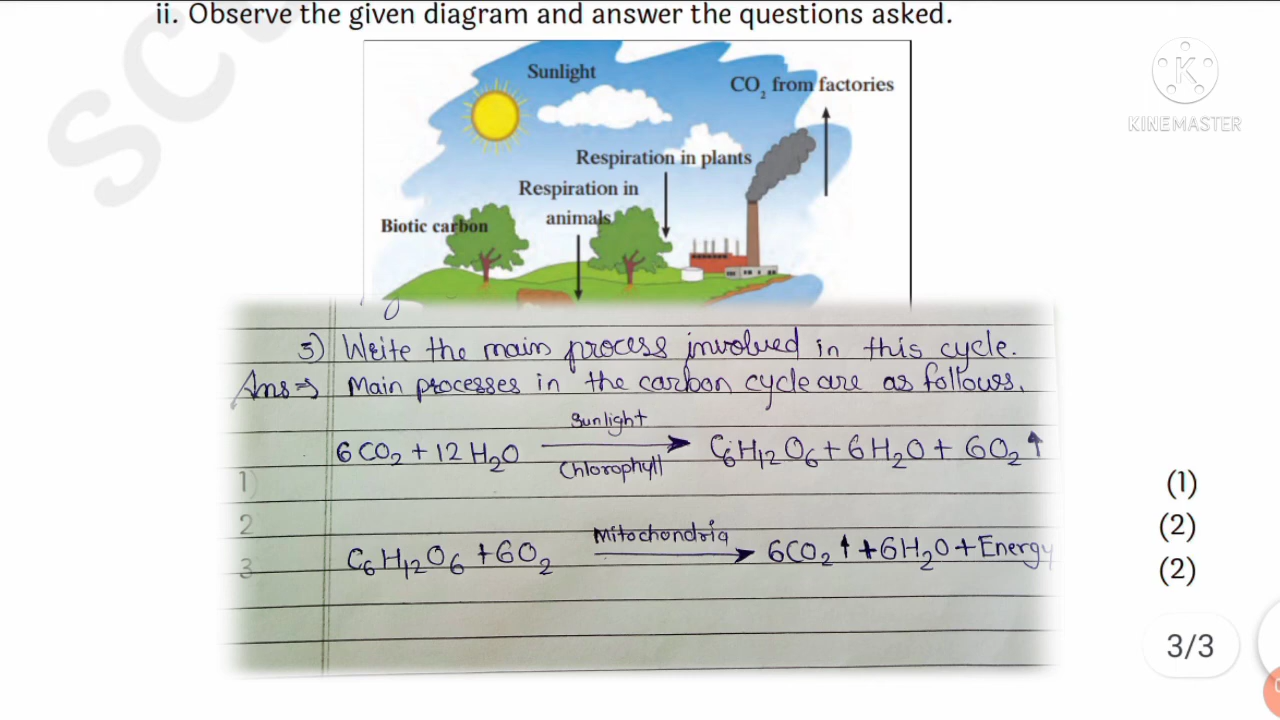 ii. Observe the given diagram and answer the questions asked.
Sunlight
CO₂ from factories
KINEMASTER
Respiration in plants
Respiration in
animals
Biotic carbon
3) Write the main process involved in this cycle.
Ans ⇒ Main processes in the carbon cycle are as follows.
6CO₂ + 12H₂O Sunlight Chlorophyll → C₆H₁₂O₆ + 6H₂O + 6O₂↑
C₆H₁₂O₆ + 6O₂ Mitochondria → 6CO₂↑ + 6H₂O + Energy
1)
2
3
(1)
(2)
(2)
3/3